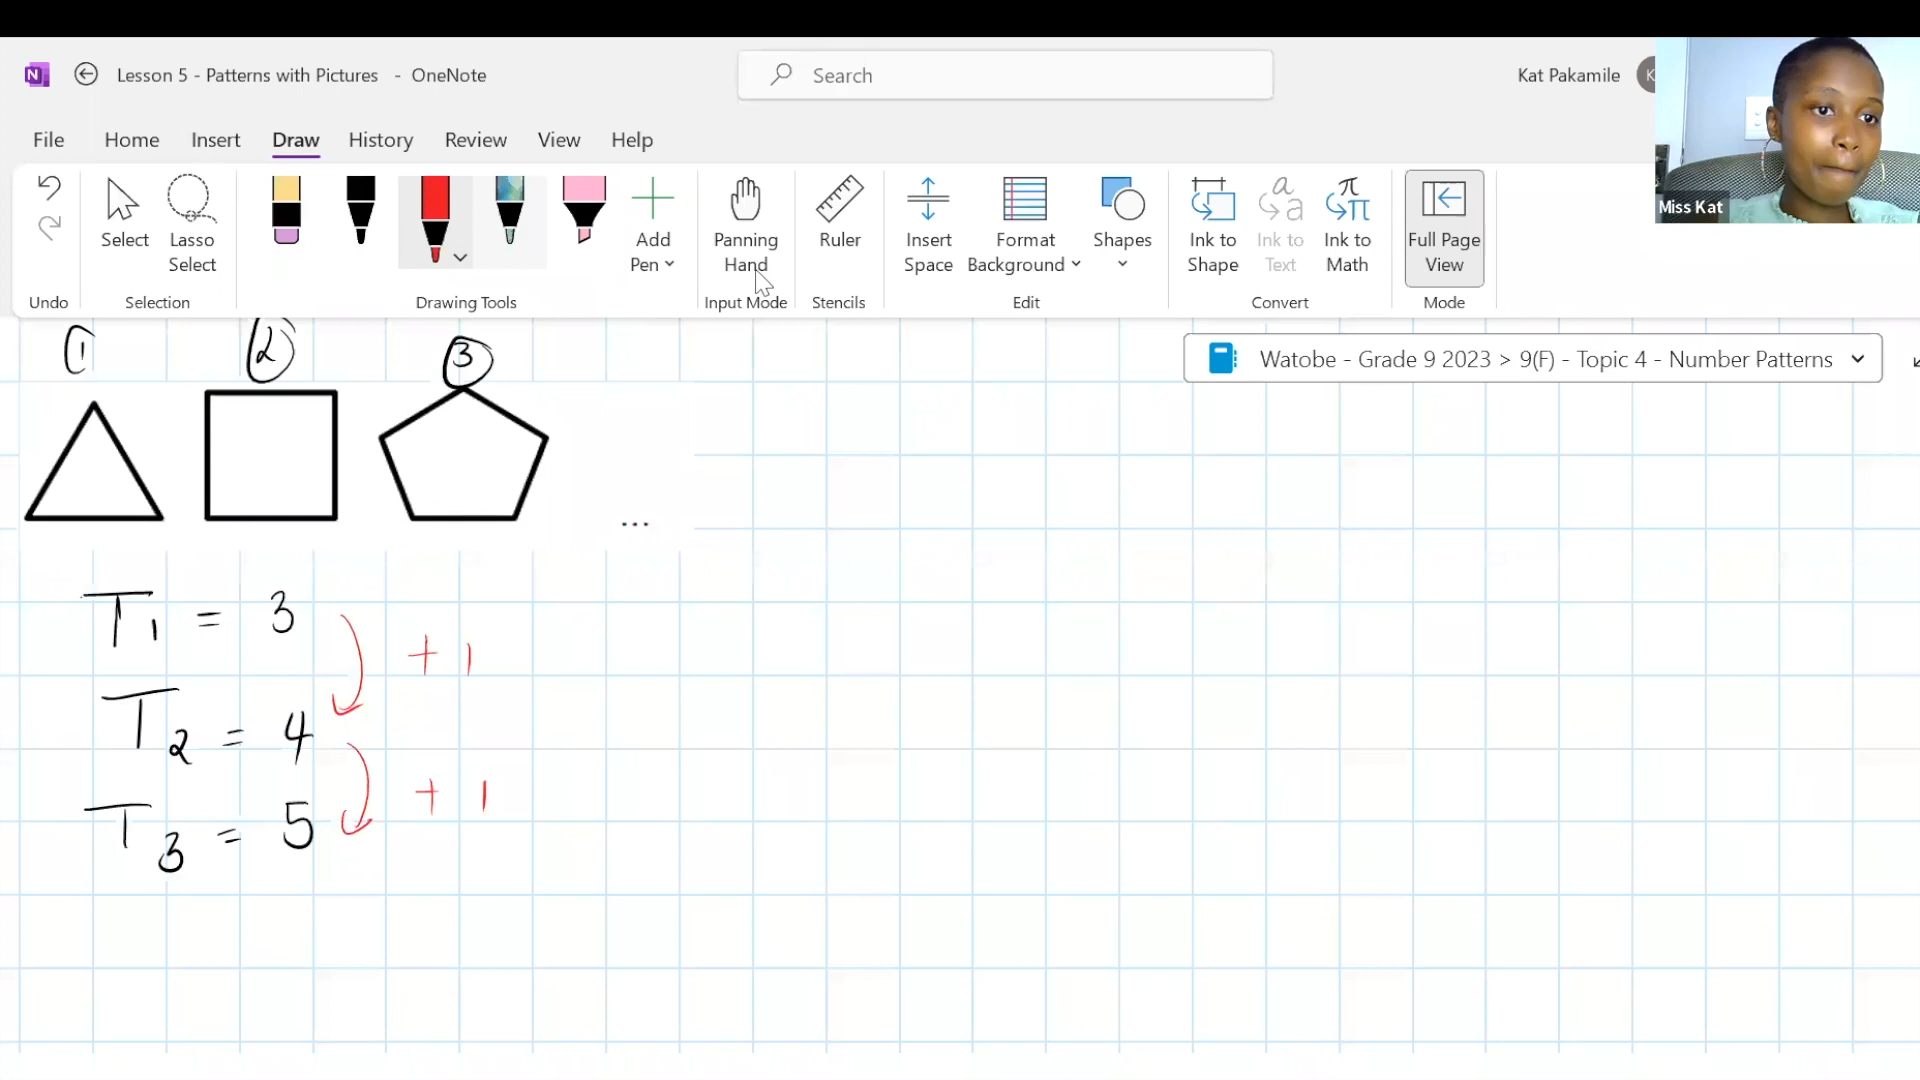 Lesson 5 - Patterns with Pictures - OneNote
Search
Kat Pakamile
K
File Home Insert Draw History Review View Help
Select
Lasso Select
Add Pen
Panning Hand
Ruler
Insert Space
Format Background
Shapes
Ink to Shape
Ink to Text
Ink to Math
Full Page View
Miss Kat
Undo
Selection
Drawing Tools
Input Mode
Stencils
Edit
Convert
Mode
1 2 3
Watobe - Grade 9 2023 > 9(F) - Topic 4 - Number Patterns
...
T1 = 3
+ 1
T2 = 4
+ 1
T3 = 5